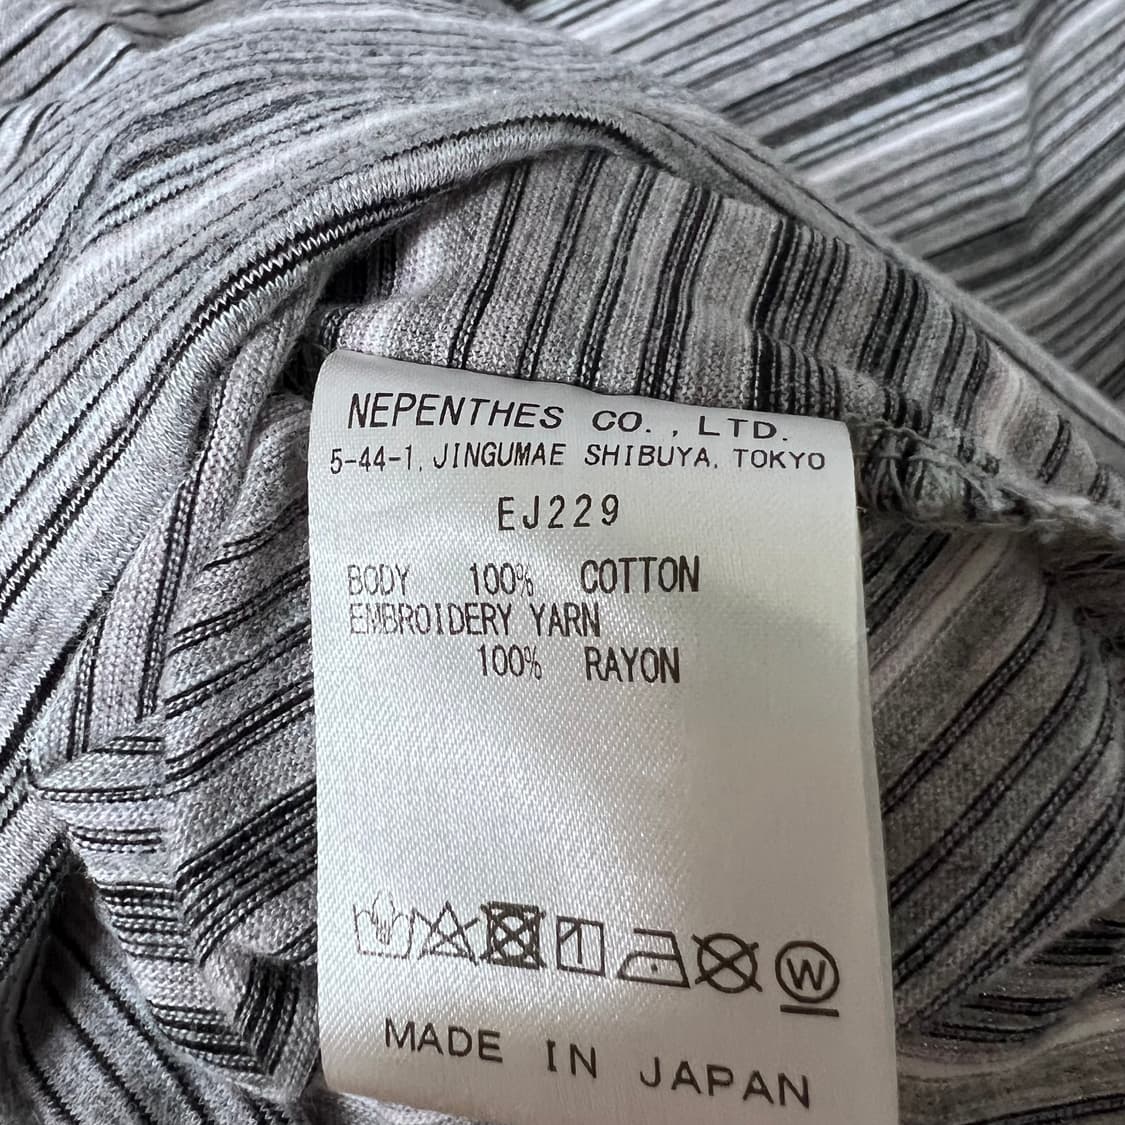 NEPENTHES CO., LTD.
5-44-1, JINGUMAE SHIBUYA, TOKYO
EJ229
BODY 100% COTTON
EMBROIDERY YARN
100% RAYON
W
MADE IN JAPAN